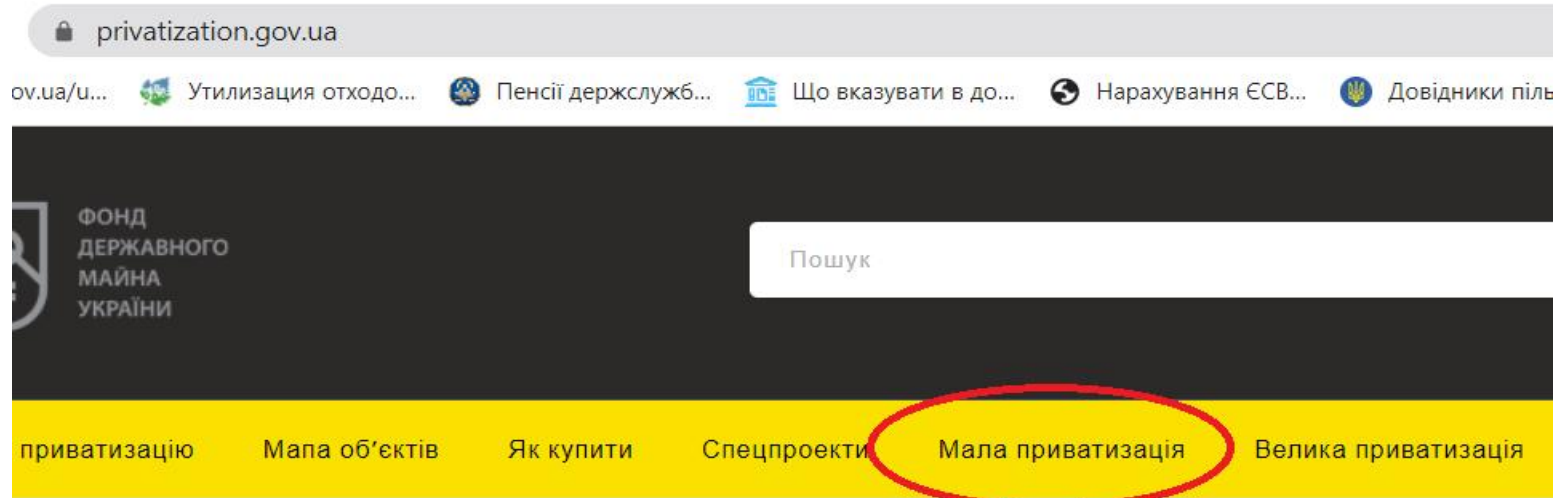 privatization.gov.ua
ov.ua/u... Утилизация отходо... Пенсії держслужб... Що вказувати в до... Нарахування ЄСВ... Довідники піль
ФОНД
ДЕРЖАВНОГО
МАЙНА
УКРАЇНИ
Пошук
приватизацію Мапа об’єктів Як купити Спецпроекти Мала приватизація Велика приватизація